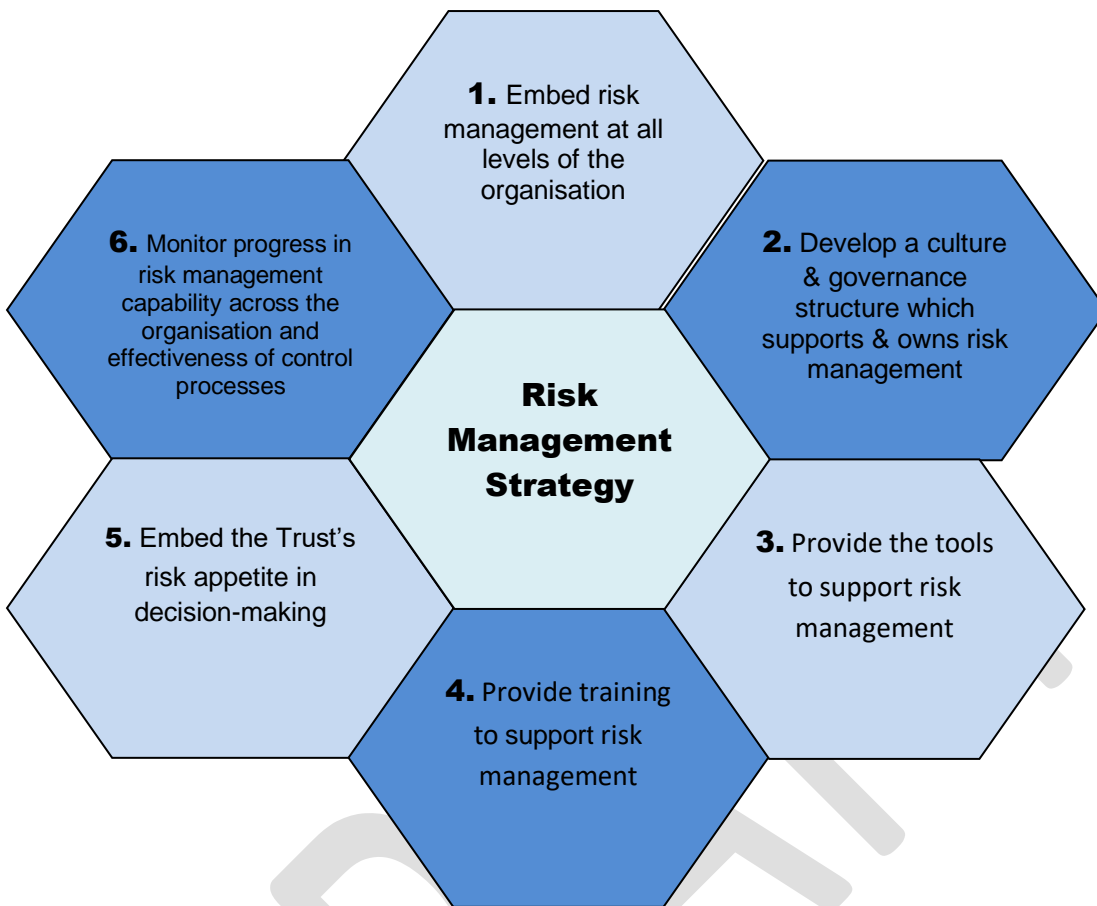 Risk
Management
Strategy
1. Embed risk
management at all
levels of the
organisation
2. Develop a culture
& governance
structure which
supports & owns risk
management
3. Provide the tools
to support risk
management
4. Provide training
to support risk
management
5. Embed the Trust’s
risk appetite in
decision-making
6. Monitor progress in
risk management
capability across the
organisation and
effectiveness of control
processes